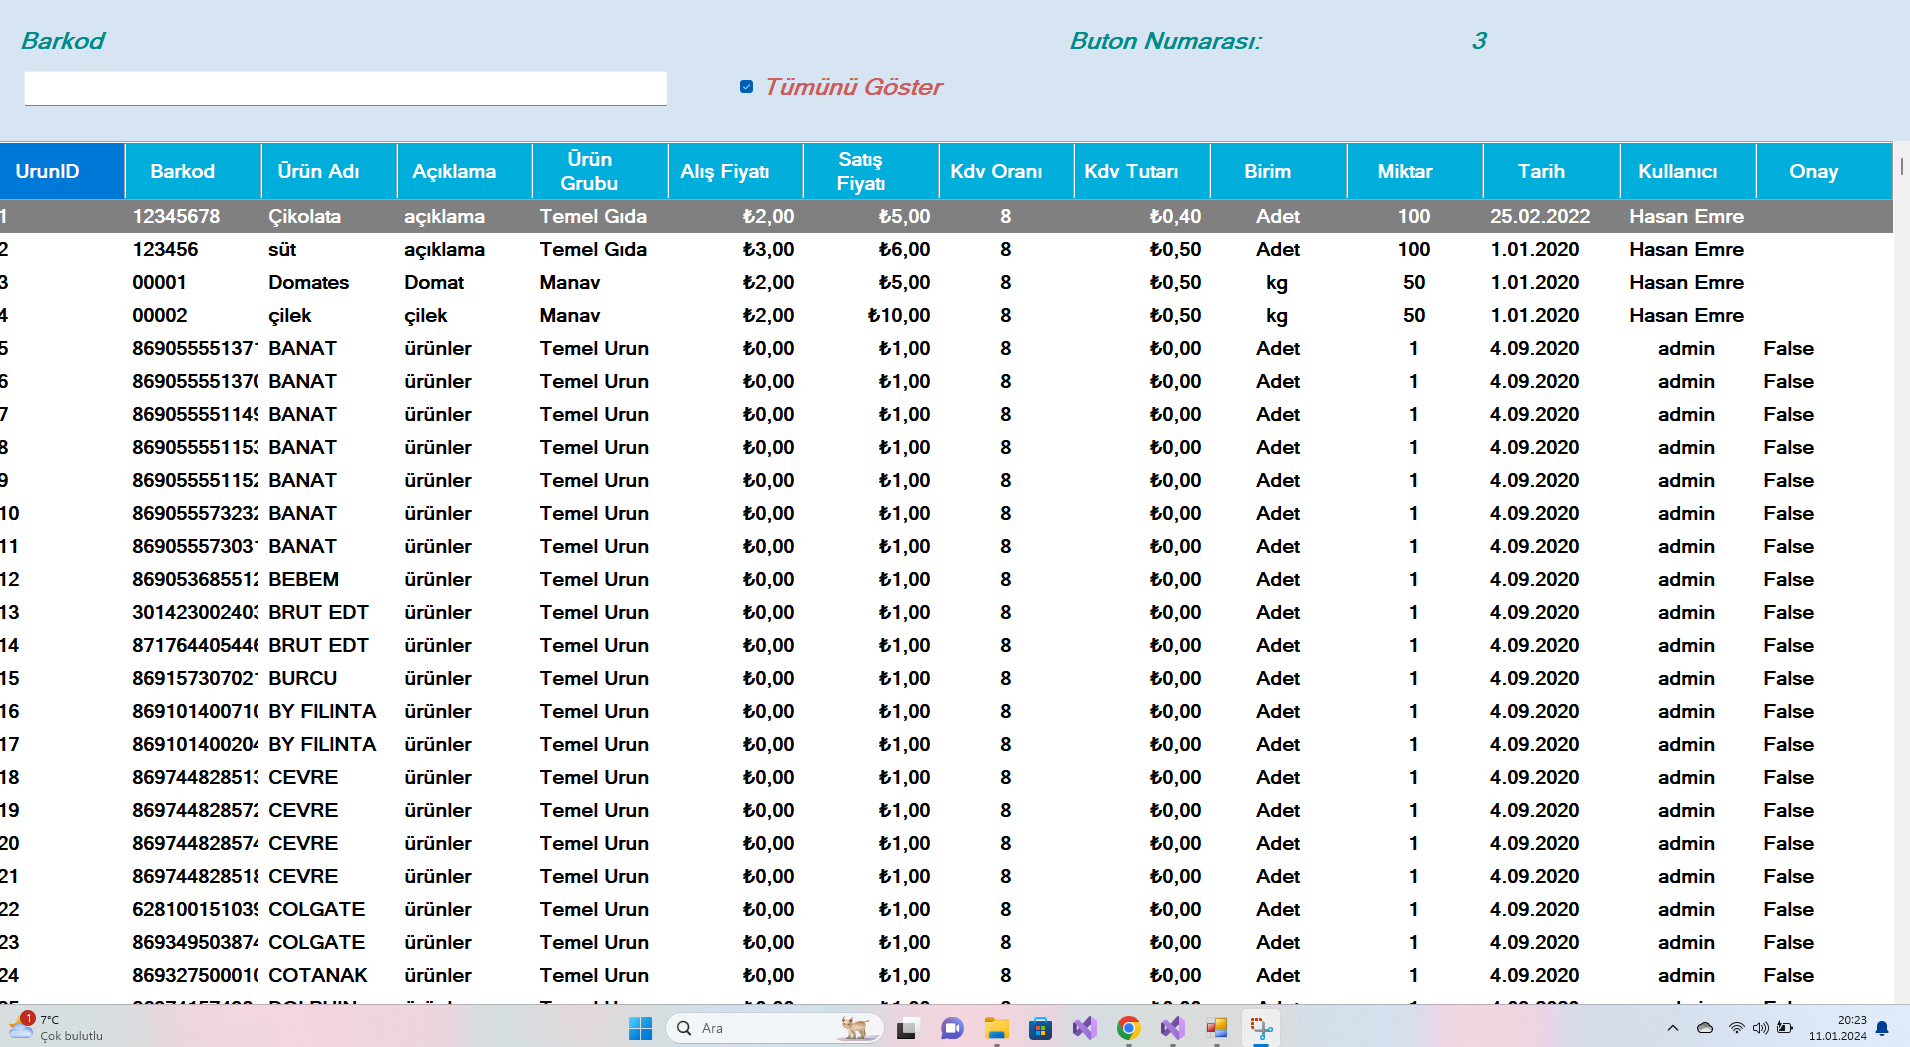 Barkod Buton Numarası: 3
Tümünü Göster
UrunID Barkod Ürün Adı Açıklama Ürün Grubu Alış Fiyatı Satış Fiyatı Kdv Oranı Kdv Tutarı Birim Miktar Tarih Kullanıcı Onay
1 12345678 Çikolata açıklama Temel Gıda ₺2,00 ₺5,00 8 ₺0,40 Adet 100 25.02.2022 Hasan Emre
2 123456 süt açıklama Temel Gıda ₺3,00 ₺6,00 8 ₺0,50 Adet 100 1.01.2020 Hasan Emre
3 00001 Domates Domat Manav ₺2,00 ₺5,00 8 ₺0,50 kg 50 1.01.2020 Hasan Emre
4 00002 çilek çilek Manav ₺2,00 ₺10,00 8 ₺0,50 kg 50 1.01.2020 Hasan Emre
5 869055551371 BANAT ürünler Temel Urun ₺0,00 ₺1,00 8 ₺0,00 Adet 1 4.09.2020 admin False
6 869055551370 BANAT ürünler Temel Urun ₺0,00 ₺1,00 8 ₺0,00 Adet 1 4.09.2020 admin False
7 869055551149 BANAT ürünler Temel Urun ₺0,00 ₺1,00 8 ₺0,00 Adet 1 4.09.2020 admin False
8 869055551153 BANAT ürünler Temel Urun ₺0,00 ₺1,00 8 ₺0,00 Adet 1 4.09.2020 admin False
9 869055551152 BANAT ürünler Temel Urun ₺0,00 ₺1,00 8 ₺0,00 Adet 1 4.09.2020 admin False
10 869055573232 BANAT ürünler Temel Urun ₺0,00 ₺1,00 8 ₺0,00 Adet 1 4.09.2020 admin False
11 869055573031 BANAT ürünler Temel Urun ₺0,00 ₺1,00 8 ₺0,00 Adet 1 4.09.2020 admin False
12 869053685512 BEBEM ürünler Temel Urun ₺0,00 ₺1,00 8 ₺0,00 Adet 1 4.09.2020 admin False
13 301423002403 BRUT EDT ürünler Temel Urun ₺0,00 ₺1,00 8 ₺0,00 Adet 1 4.09.2020 admin False
14 871764405446 BRUT EDT ürünler Temel Urun ₺0,00 ₺1,00 8 ₺0,00 Adet 1 4.09.2020 admin False
15 869157307021 BURCU ürünler Temel Urun ₺0,00 ₺1,00 8 ₺0,00 Adet 1 4.09.2020 admin False
16 869101400710 BY FILINTA ürünler Temel Urun ₺0,00 ₺1,00 8 ₺0,00 Adet 1 4.09.2020 admin False
17 869101400204 BY FILINTA ürünler Temel Urun ₺0,00 ₺1,00 8 ₺0,00 Adet 1 4.09.2020 admin False
18 869744828513 CEVRE ürünler Temel Urun ₺0,00 ₺1,00 8 ₺0,00 Adet 1 4.09.2020 admin False
19 869744828572 CEVRE ürünler Temel Urun ₺0,00 ₺1,00 8 ₺0,00 Adet 1 4.09.2020 admin False
20 869744828574 CEVRE ürünler Temel Urun ₺0,00 ₺1,00 8 ₺0,00 Adet 1 4.09.2020 admin False
21 869744828518 CEVRE ürünler Temel Urun ₺0,00 ₺1,00 8 ₺0,00 Adet 1 4.09.2020 admin False
22 628100151039 COLGATE ürünler Temel Urun ₺0,00 ₺1,00 8 ₺0,00 Adet 1 4.09.2020 admin False
23 869349503874 COLGATE ürünler Temel Urun ₺0,00 ₺1,00 8 ₺0,00 Adet 1 4.09.2020 admin False
24 869327500010 COTANAK ürünler Temel Urun ₺0,00 ₺1,00 8 ₺0,00 Adet 1 4.09.2020 admin False
1 7°C
Çok bulutlu
Ara
20:23
11.01.2024